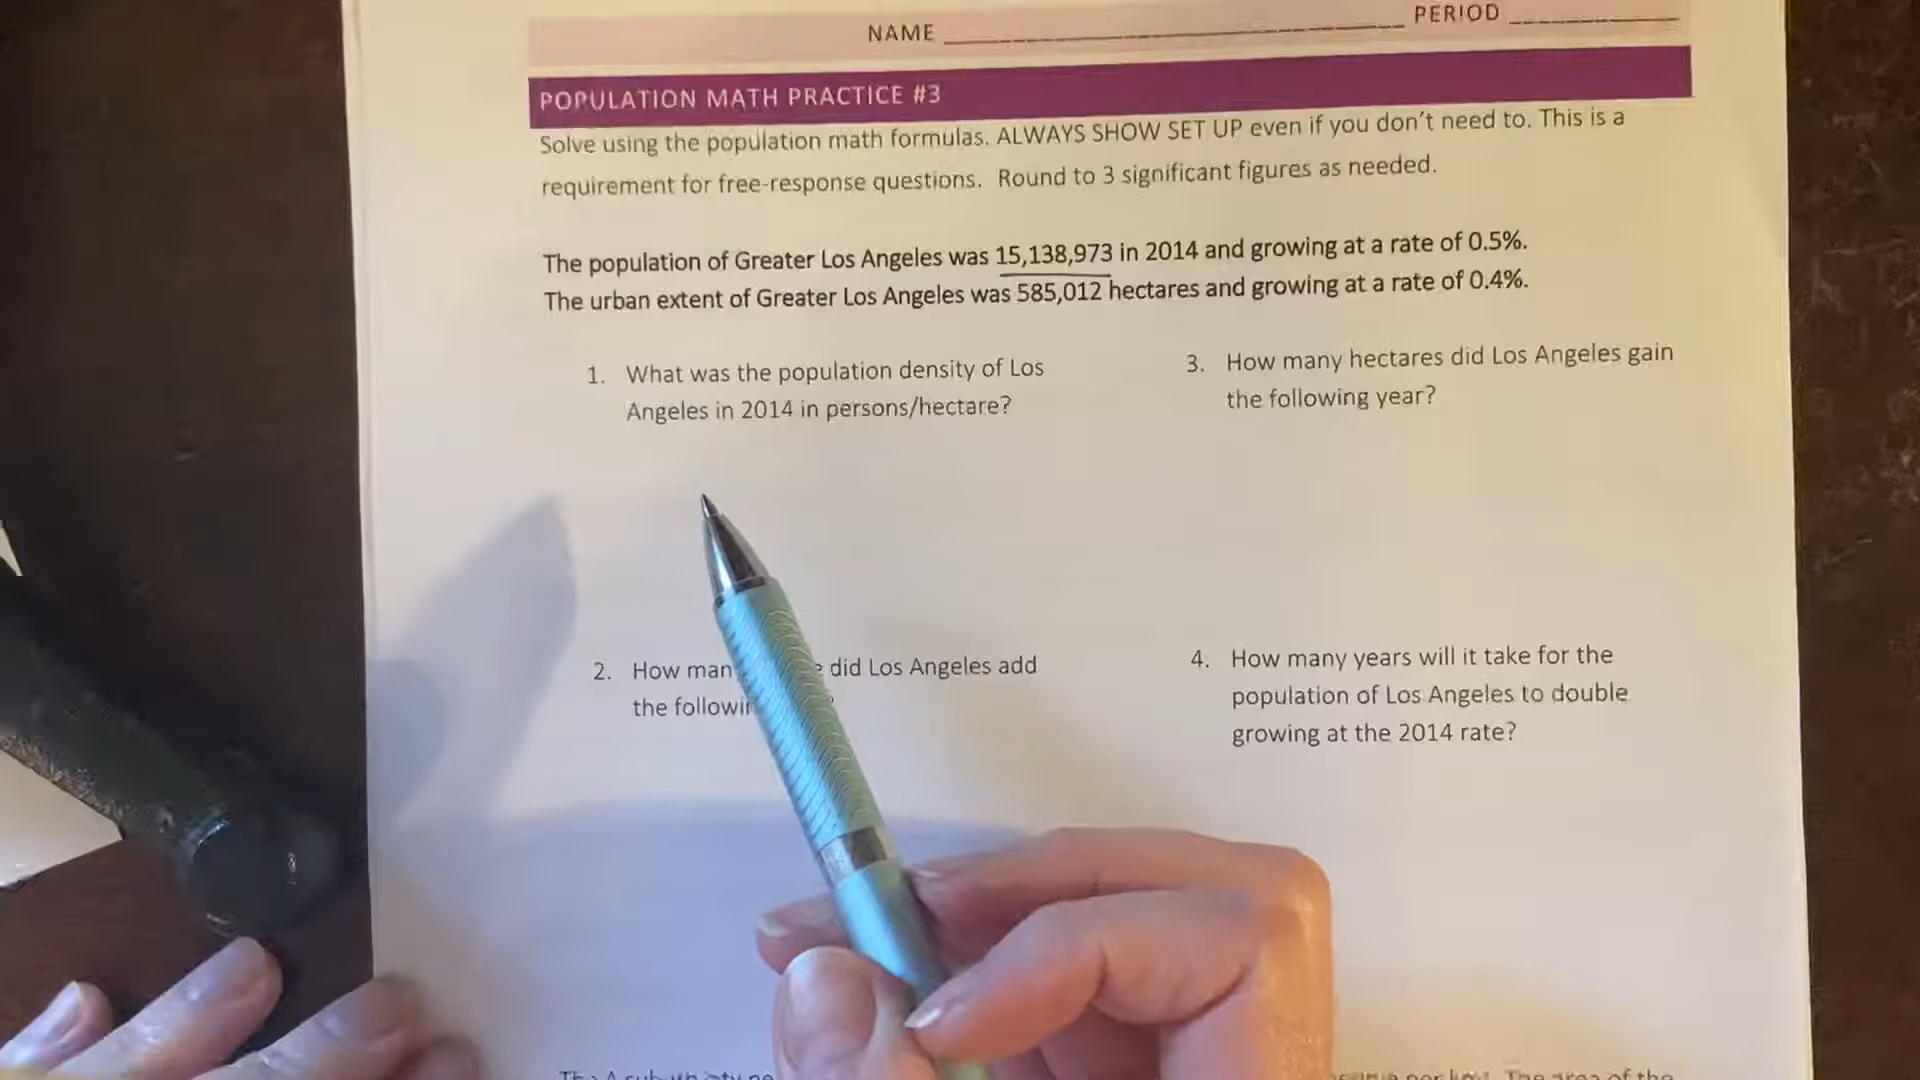 NAME PERIOD
POPULATION MATH PRACTICE #3
Solve using the population math formulas. ALWAYS SHOW SET UP even if you don't need to. This is a
requirement for free-response questions. Round to 3 significant figures as needed.
The population of Greater Los Angeles was 15,138,973 in 2014 and growing at a rate of 0.5%.
The urban extent of Greater Los Angeles was 585,012 hectares and growing at a rate of 0.4%.
1. What was the population density of Los
Angeles in 2014 in persons/hectare?
2. How did Los Angeles add
the
3. How many hectares did Los Angeles gain
the following year?
4. How many years will it take for the
population of Los Angeles to double
growing at the 2014 rate?
The area of the